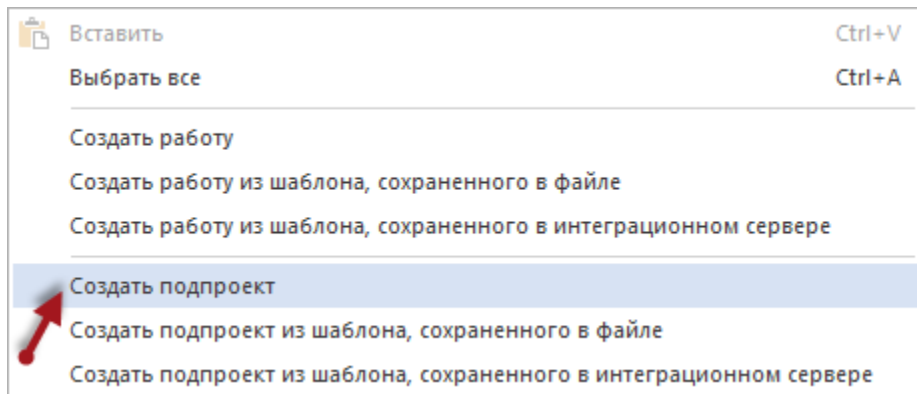 Вставить Ctrl+V
Выбрать все Ctrl+A
Создать работу
Создать работу из шаблона, сохраненного в файле
Создать работу из шаблона, сохраненного в интеграционном сервере
Создать подпроект
Создать подпроект из шаблона, сохраненного в файле
Создать подпроект из шаблона, сохраненного в интеграционном сервере